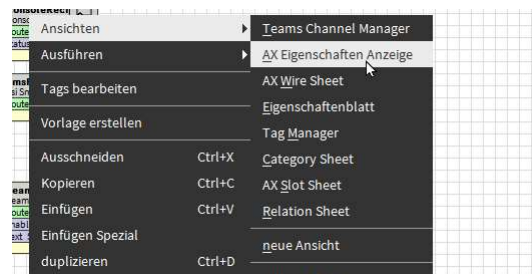 Ansichten
Ausführen
Tags bearbeiten
Vorlage erstellen
Ausschneiden Ctrl+X
Kopieren Ctrl+C
Einfügen Ctrl+V
Einfügen Spezial
duplizieren Ctrl+D
Teams Channel Manager
AX Eigenschaften Anzeige
AX Wire Sheet
Eigenschaftenblatt
Tag Manager
Category Sheet
AX Slot Sheet
Relation Sheet
neue Ansicht